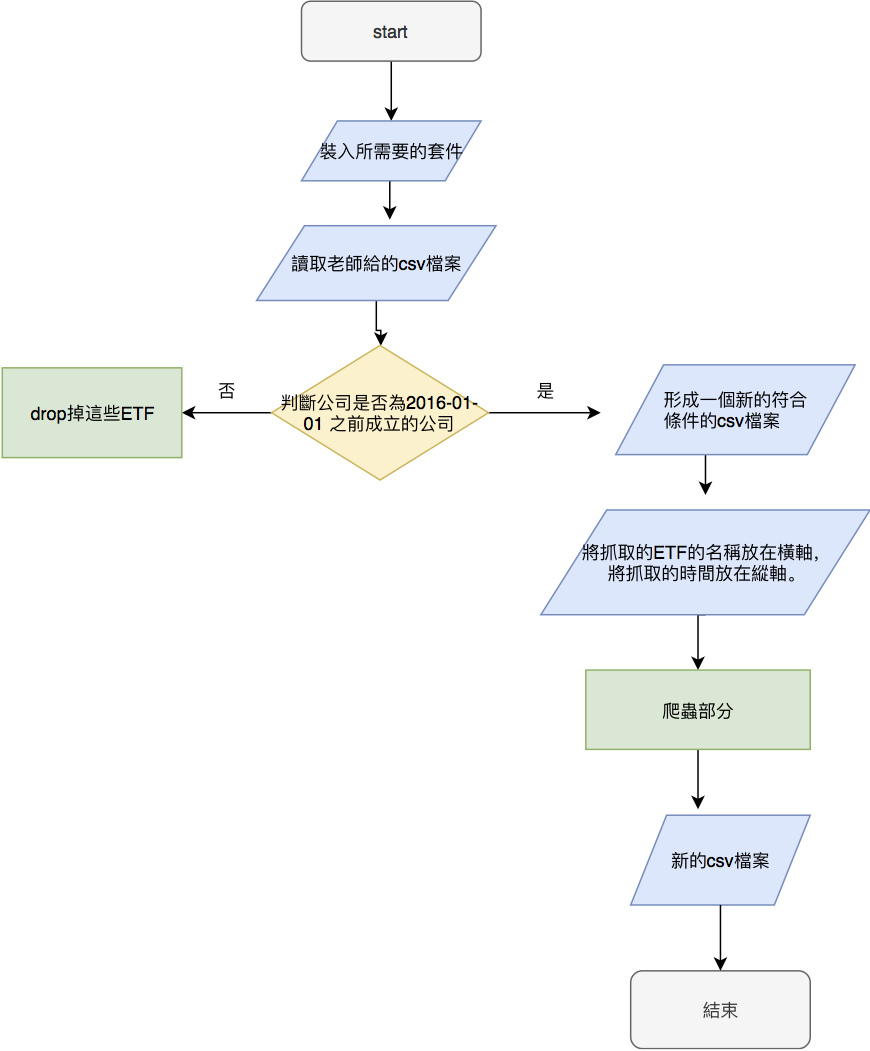 start
裝入所需要的套件
讀取老師給的csv檔案
否
是
drop掉這些ETF
判斷公司是否為2016-01-
01 之前成立的公司
形成一個新的符合
條件的csv檔案
將抓取的ETF的名稱放在橫軸，
將抓取的時間放在縱軸。
爬蟲部分
新的csv檔案
結束